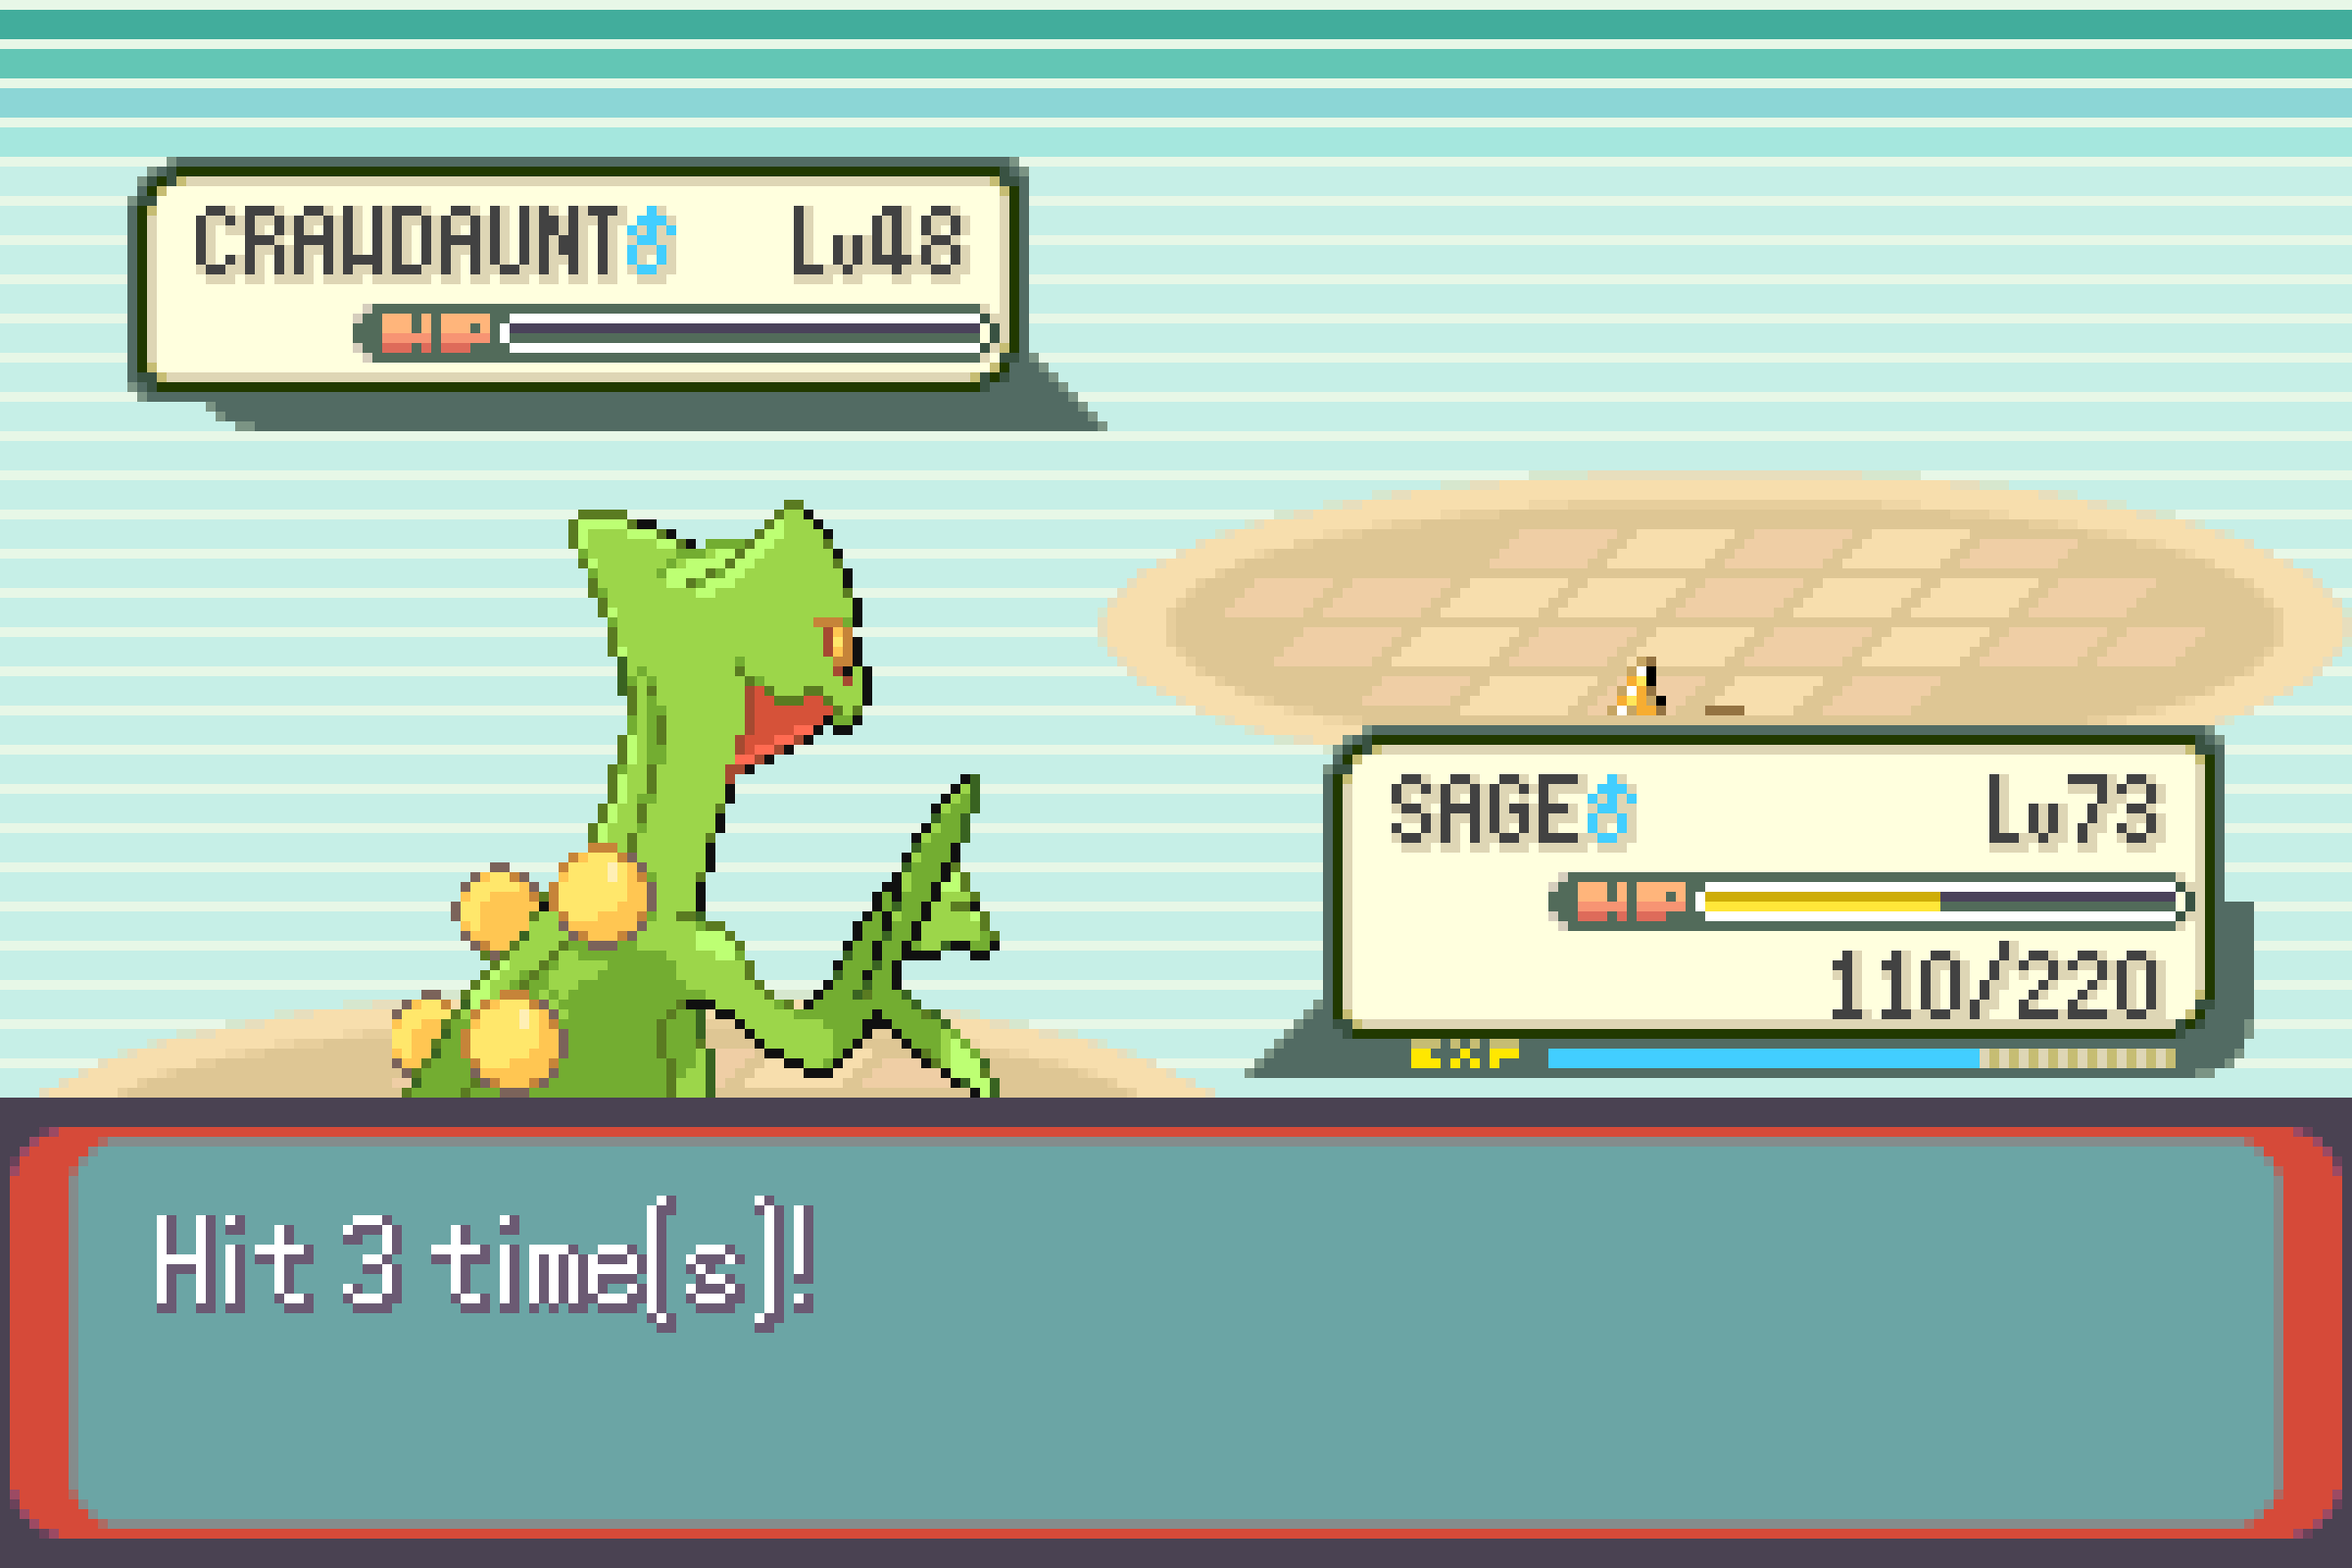 CRAWDAUNT♂ Lv48
HP
SAGE♂ Lv73
HP
110/220
EXP
Hit 3 time(s)!